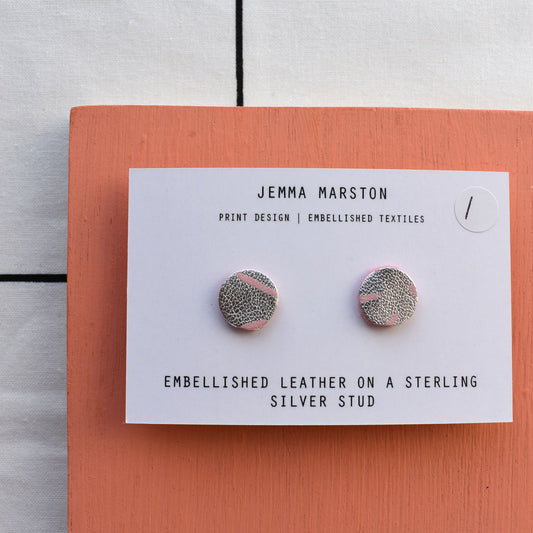 JEMMA MARSTON
PRINT DESIGN | EMBELLISHED TEXTILES
/
EMBELLISHED LEATHER ON A STERLING
SILVER STUD